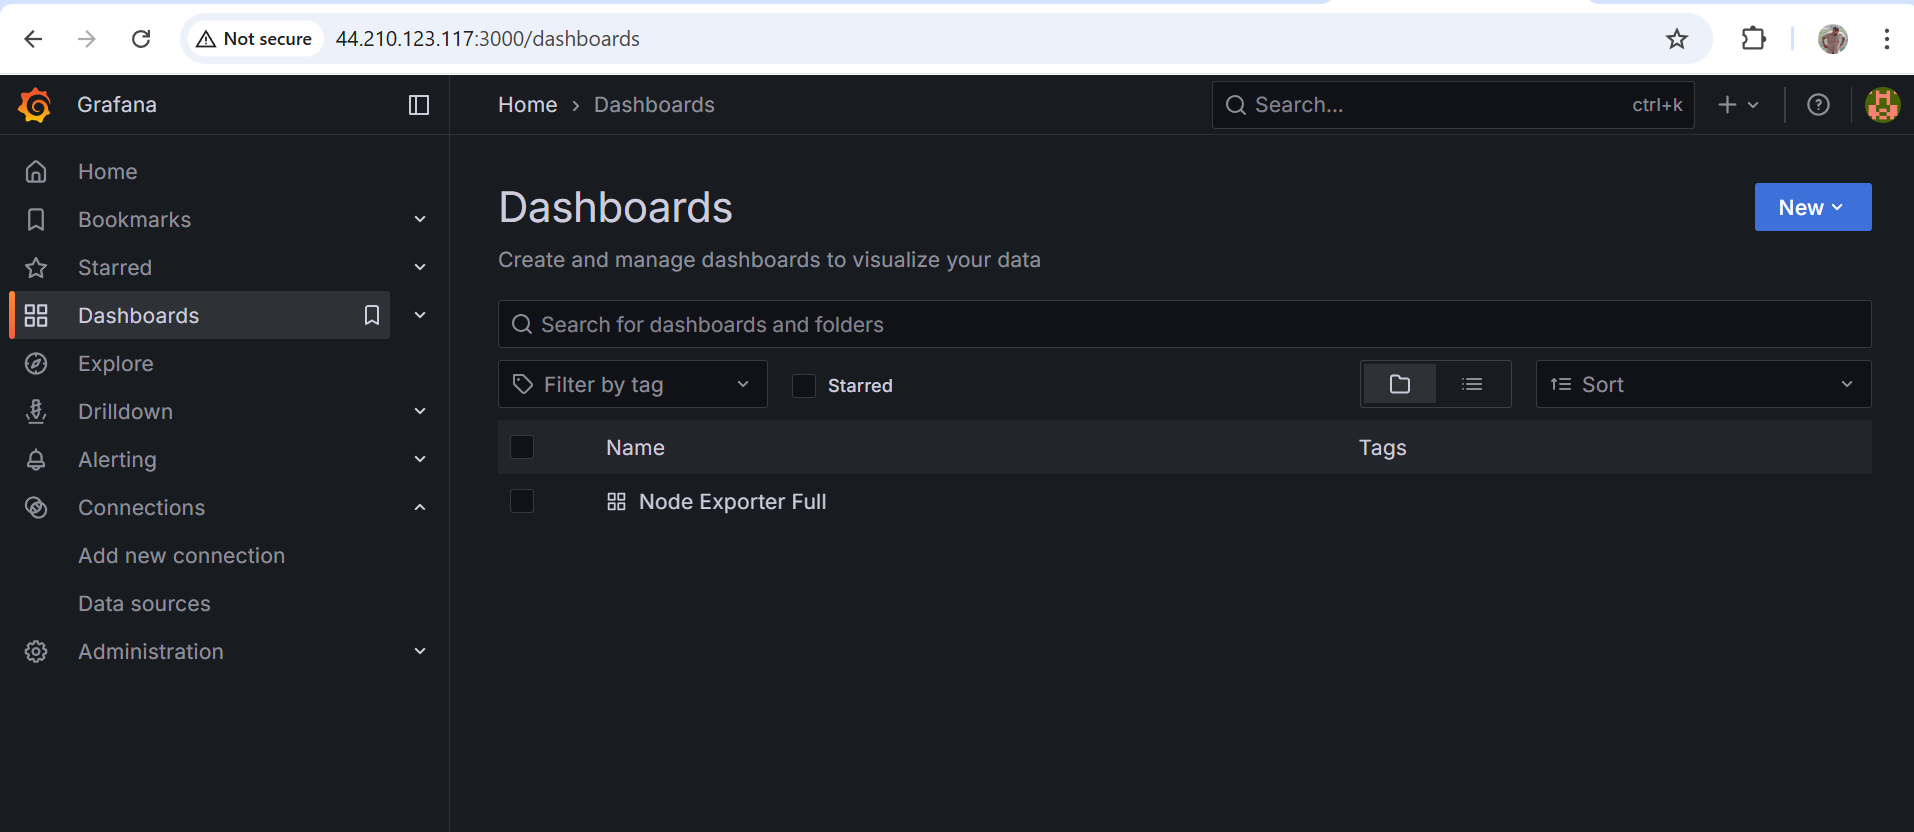 Not secure 44.210.123.117:3000/dashboards
Grafana
Home › Dashboards
Search... ctrl+k
Home
Bookmarks
Starred
Dashboards
Explore
Drilldown
Alerting
Connections
Add new connection
Data sources
Administration
Dashboards
New
Create and manage dashboards to visualize your data
Search for dashboards and folders
Filter by tag Starred Sort
Name Tags
Node Exporter Full